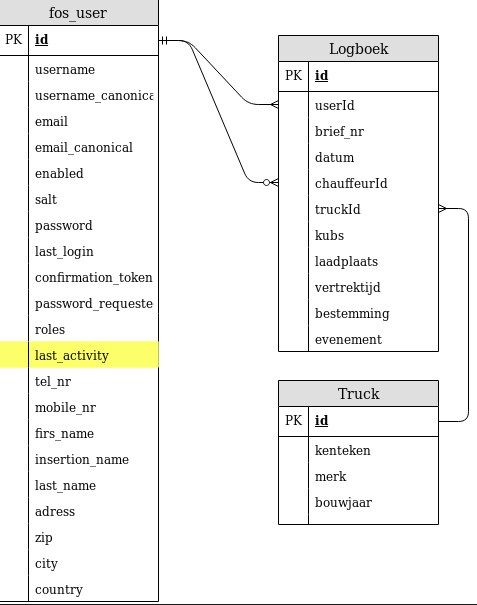 fos_user
PK id
username
username_canonica
email
email_canonical
enabled
salt
password
last_login
confirmation_token
password_requeste
roles
last_activity
tel_nr
mobile_nr
firs_name
insertion_name
last_name
adress
zip
city
country
Logboek
PK id
userId
brief_nr
datum
chauffeurId
truckId
kubs
laadplaats
vertrektijd
bestemming
evenement
Truck
PK id
kenteken
merk
bouwjaar